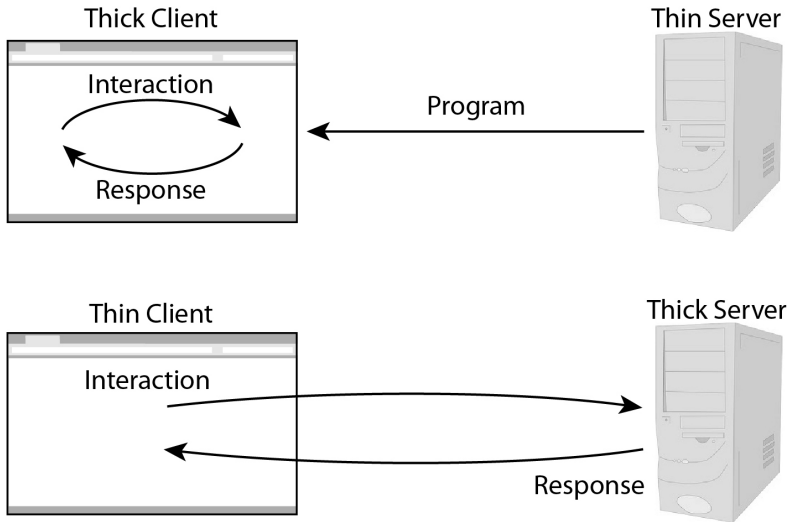 Thick Client
Thin Server
Interaction
Program
Response
Thin Client
Thick Server
Interaction
Response